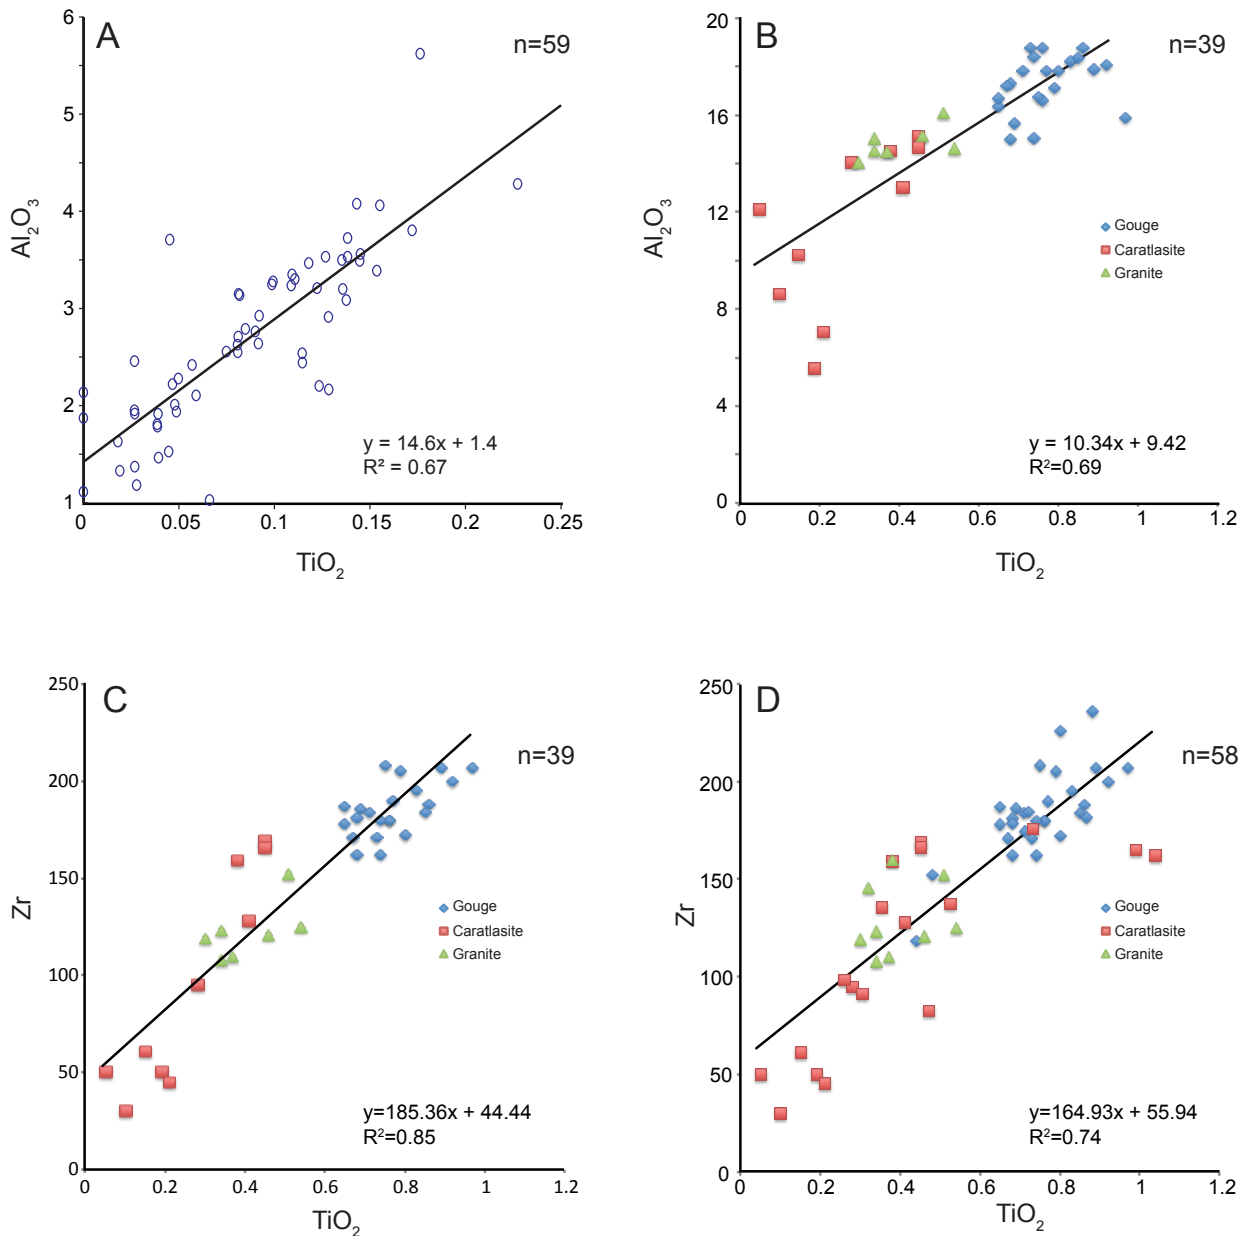 A
n=59
6
5
4
3
2
1
Al₂O₃
y = 14.6x + 1.4
R² = 0.67
0 0.05 0.1 0.15 0.2 0.25
TiO₂
B
n=39
20
16
12
8
4
0
Al₂O₃
Gouge
Caratlasite
Granite
y = 10.34x + 9.42
R²=0.69
0 0.2 0.4 0.6 0.8 1 1.2
TiO₂
C
n=39
250
200
150
100
50
0
Zr
Gouge
Caratlasite
Granite
y=185.36x + 44.44
R²=0.85
0 0.2 0.4 0.6 0.8 1 1.2
TiO₂
D
n=58
250
200
150
100
50
0
Zr
Gouge
Caratlasite
Granite
y=164.93x + 55.94
R²=0.74
0 0.2 0.4 0.6 0.8 1 1.2
TiO₂